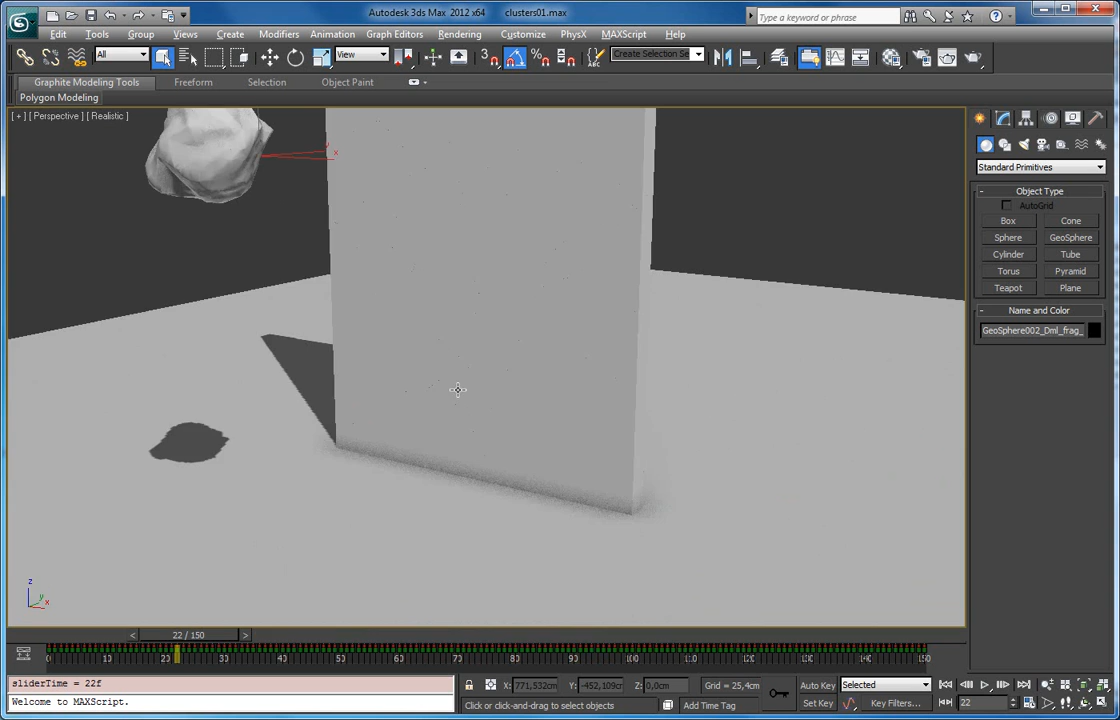 Autodesk 3ds Max 2012 x64 clusters01.max
Type a keyword or phrase
Edit Tools Group Views Create Modifiers Animation Graph Editors Rendering Customize PhysX MAXScript Help
All View 3 Create Selection Se
Graphite Modeling Tools Freeform Selection Object Paint
Polygon Modeling
[ + ] [ Perspective ] [ Realistic ]
x
z
y
x
Standard Primitives
- Object Type
AutoGrid
Box Cone
Sphere GeoSphere
Cylinder Tube
Torus Pyramid
Teapot Plane
- Name and Color
GeoSphere002_Dml_frag_
< 22 / 150 >
0 10 20 30 40 50 60 70 80 90 100 110 120 130 140 150
sliderTime = 22f
Welcome to MAXScript.
X: 771,532cm Y: -452,109cm Z: 0,0cm Grid = 25,4cm
Click or click-and-drag to select objects Add Time Tag
Auto Key Selected
Set Key Key Filters... 22